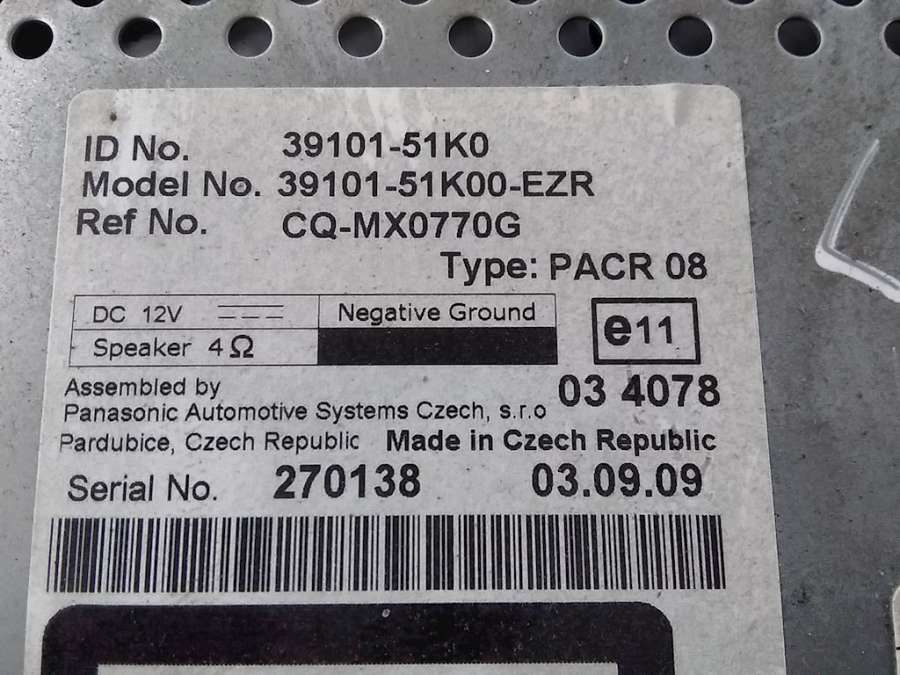 ID No. 39101-51K0
Model No. 39101-51K00-EZR
Ref No. CQ-MX0770G
Type: PACR 08
DC 12V Negative Ground
Speaker 4Ω
e11
Assembled by
03 4078
Panasonic Automotive Systems Czech, s.r.o
Pardubice, Czech Republic Made in Czech Republic
Serial No. 270138 03.09.09